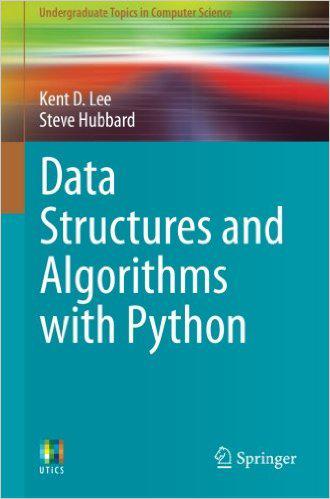 Undergraduate Topics in Computer Science
Kent D. Lee
Steve Hubbard
Data
Structures and
Algorithms
with Python
UTiCS
Springer